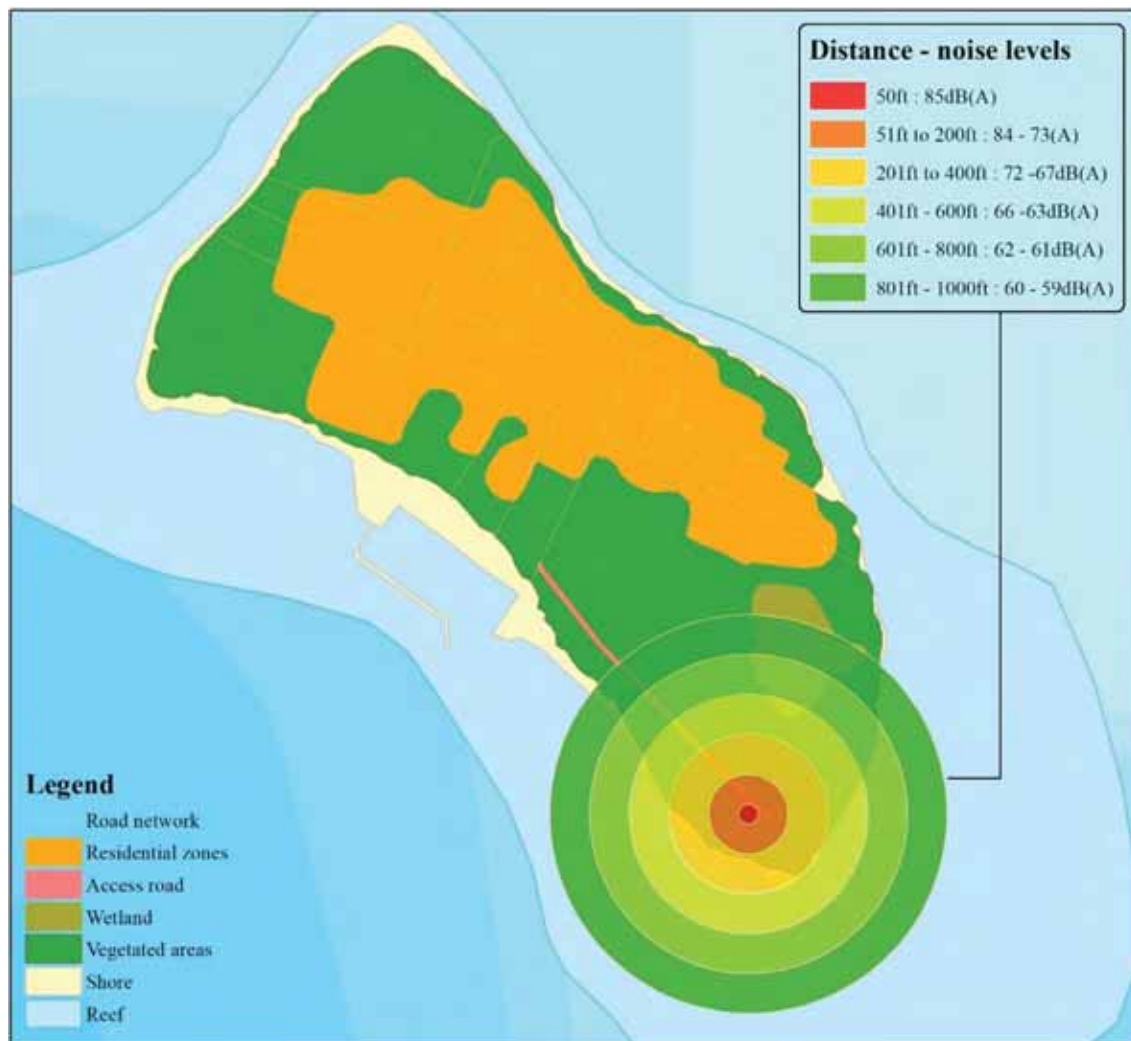 Distance - noise levels
50ft : 85dB(A)
51ft to 200ft : 84 - 73(A)
201ft to 400ft : 72 -67dB(A)
401ft - 600ft : 66 -63dB(A)
601ft - 800ft : 62 - 61dB(A)
801ft - 1000ft : 60 - 59dB(A)
Legend
Road network
Residential zones
Access road
Wetland
Vegetated areas
Shore
Reef